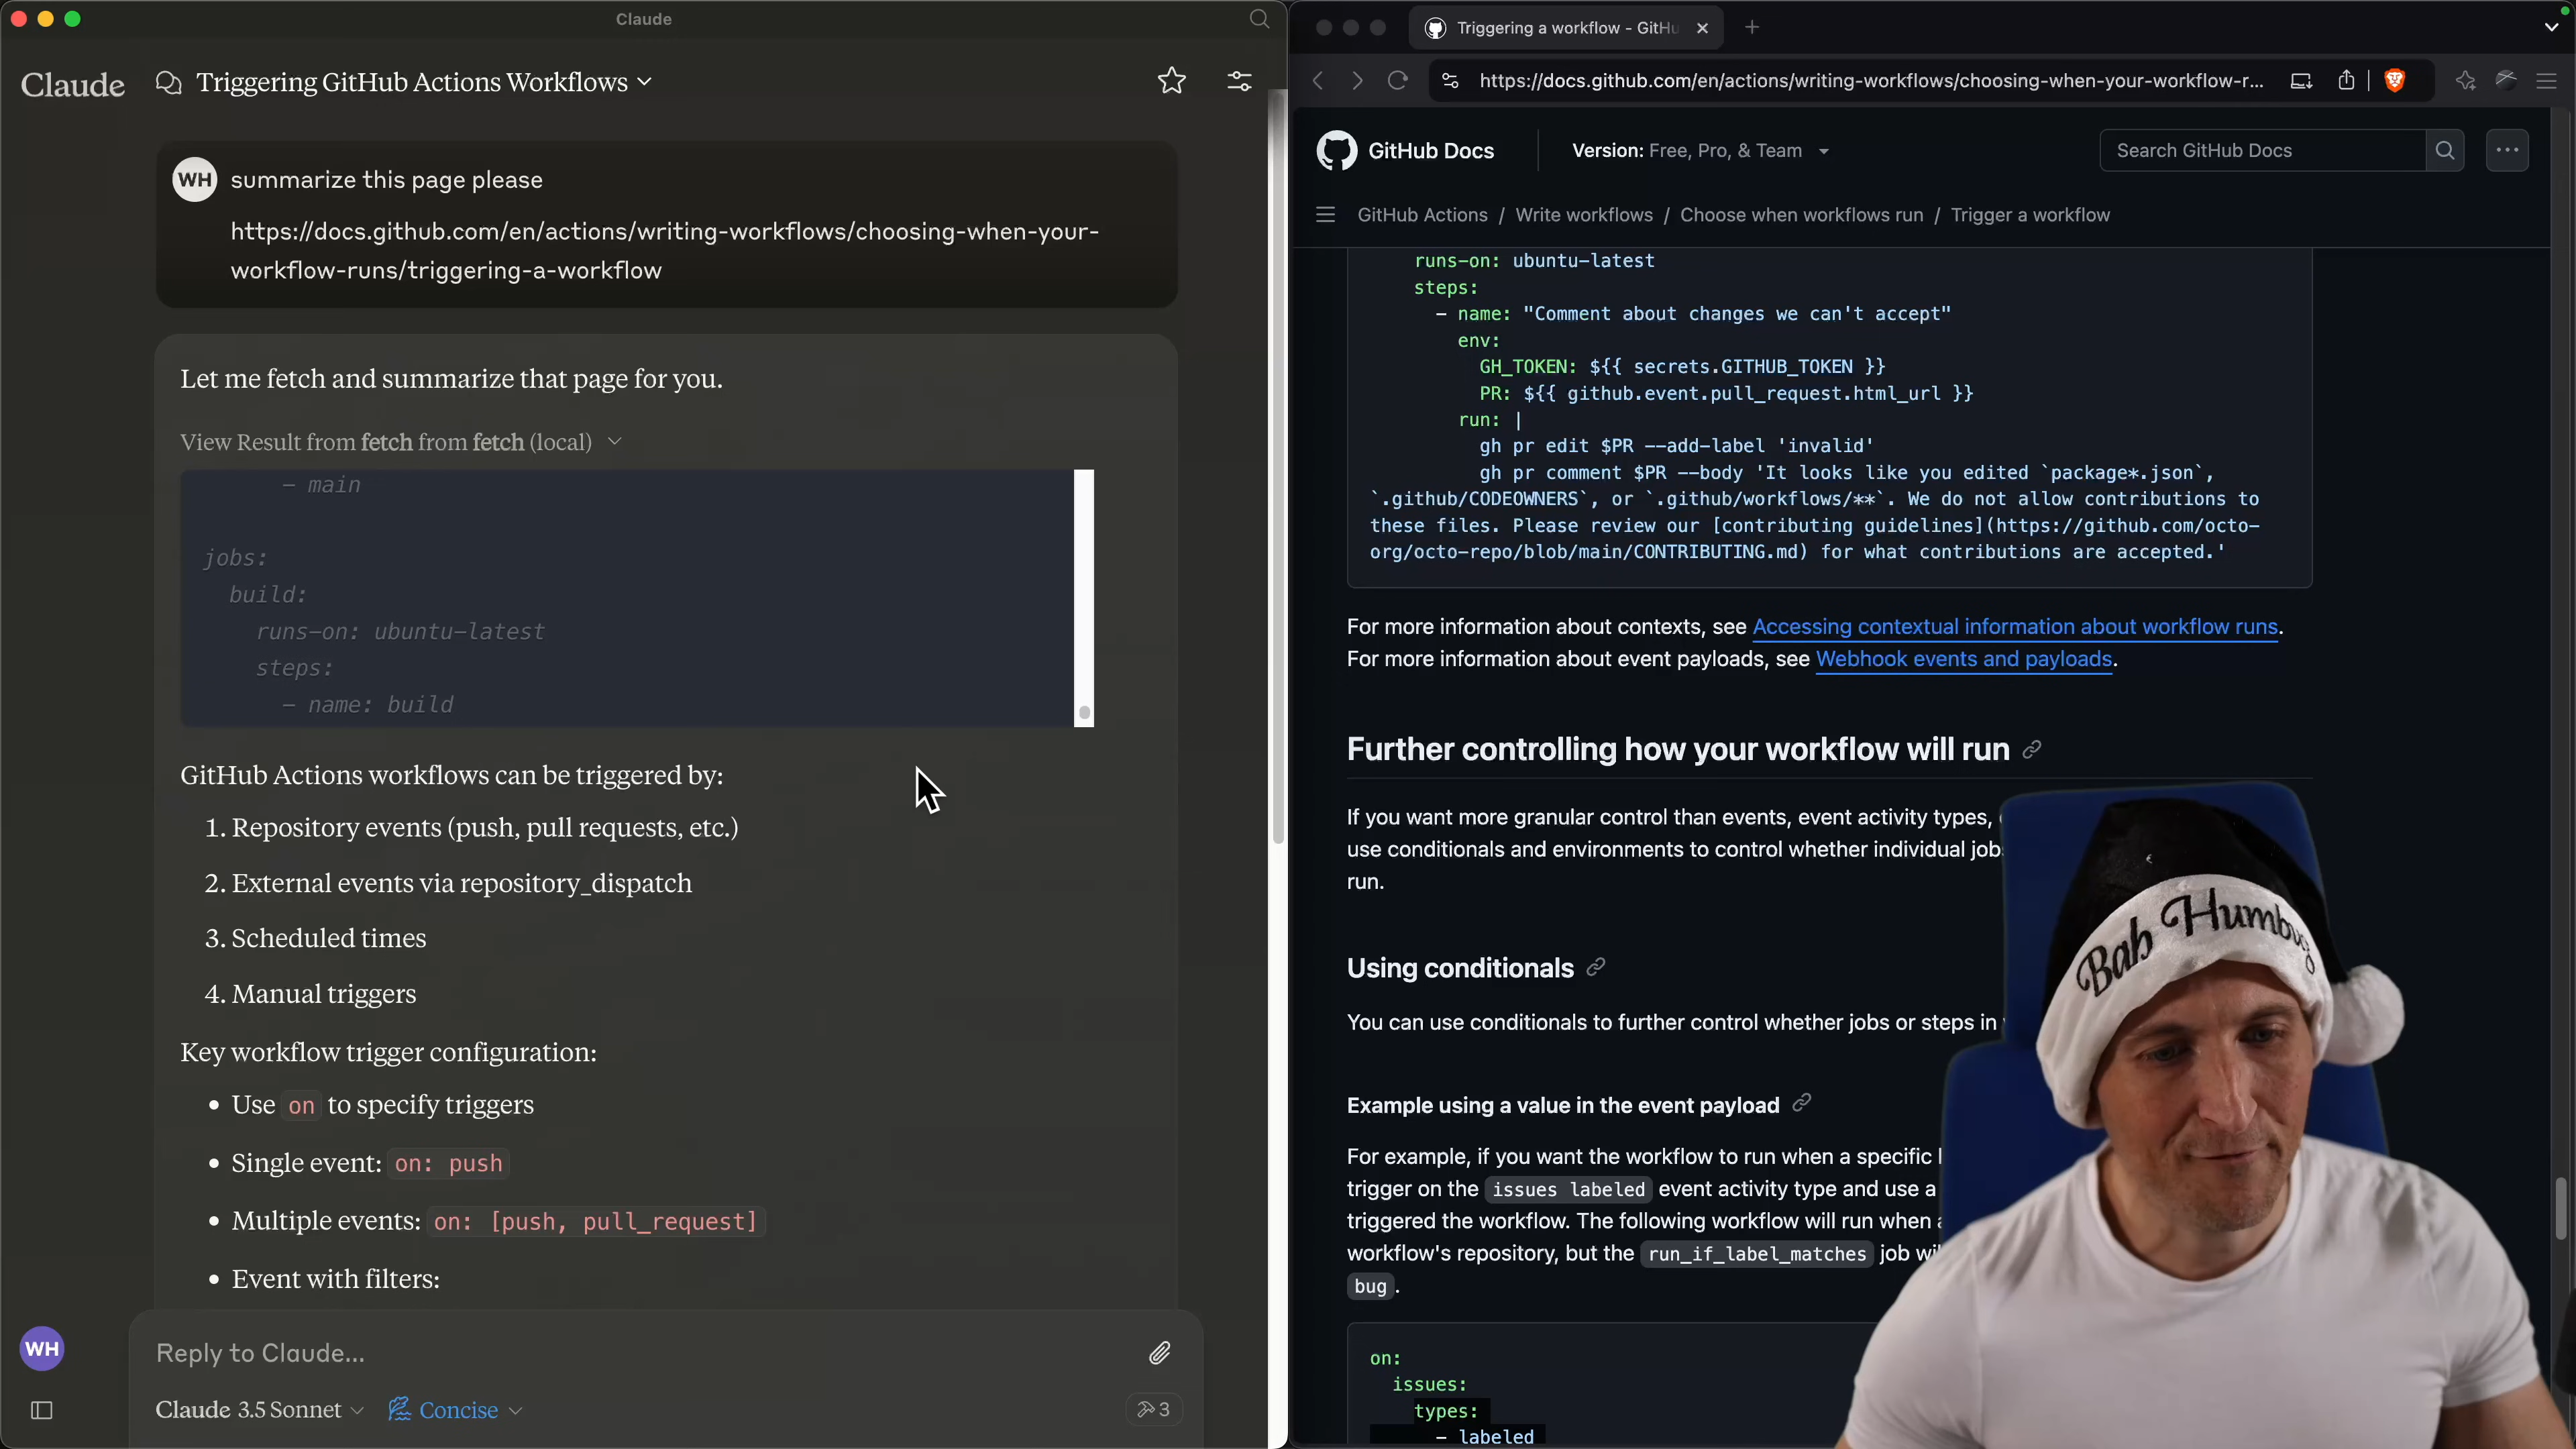 Claude
Claude
Triggering GitHub Actions Workflows
WH
summarize this page please
https://docs.github.com/en/actions/writing-workflows/choosing-when-your-
workflow-runs/triggering-a-workflow
Let me fetch and summarize that page for you.
View Result from fetch from fetch (local)
- main
jobs:
build:
runs-on: ubuntu-latest
steps:
- name: build
GitHub Actions workflows can be triggered by:
1. Repository events (push, pull requests, etc.)
2. External events via repository_dispatch
3. Scheduled times
4. Manual triggers
Key workflow trigger configuration:
• Use on to specify triggers
• Single event: on: push
• Multiple events: on: [push, pull_request]
• Event with filters:
WH
Reply to Claude...
Claude 3.5 Sonnet
Concise
3
Triggering a workflow - GitHu
https://docs.github.com/en/actions/writing-workflows/choosing-when-your-workflow-r...
GitHub Docs
Version: Free, Pro, & Team
Search GitHub Docs
GitHub Actions / Write workflows / Choose when workflows run / Trigger a workflow
runs-on: ubuntu-latest
steps:
- name: "Comment about changes we can't accept"
env:
GH_TOKEN: ${{ secrets.GITHUB_TOKEN }}
PR: ${{ github.event.pull_request.html_url }}
run: |
gh pr edit $PR --add-label 'invalid'
gh pr comment $PR --body 'It looks like you edited `package*.json`,
`.github/CODEOWNERS`, or `.github/workflows/**`. We do not allow contributions to
these files. Please review our [contributing guidelines](https://github.com/octo-
org/octo-repo/blob/main/CONTRIBUTING.md) for what contributions are accepted.'
For more information about contexts, see Accessing contextual information about workflow runs.
For more information about event payloads, see Webhook events and payloads.
Further controlling how your workflow will run
If you want more granular control than events, event activity types,
use conditionals and environments to control whether individual jobs
run.
Using conditionals
You can use conditionals to further control whether jobs or steps in
Example using a value in the event payload
For example, if you want the workflow to run when a specific
trigger on the issues labeled event activity type and use a
triggered the workflow. The following workflow will run when
workflow's repository, but the run_if_label_matches job
bug.
on:
issues:
types:
- labeled
Bah Humbug